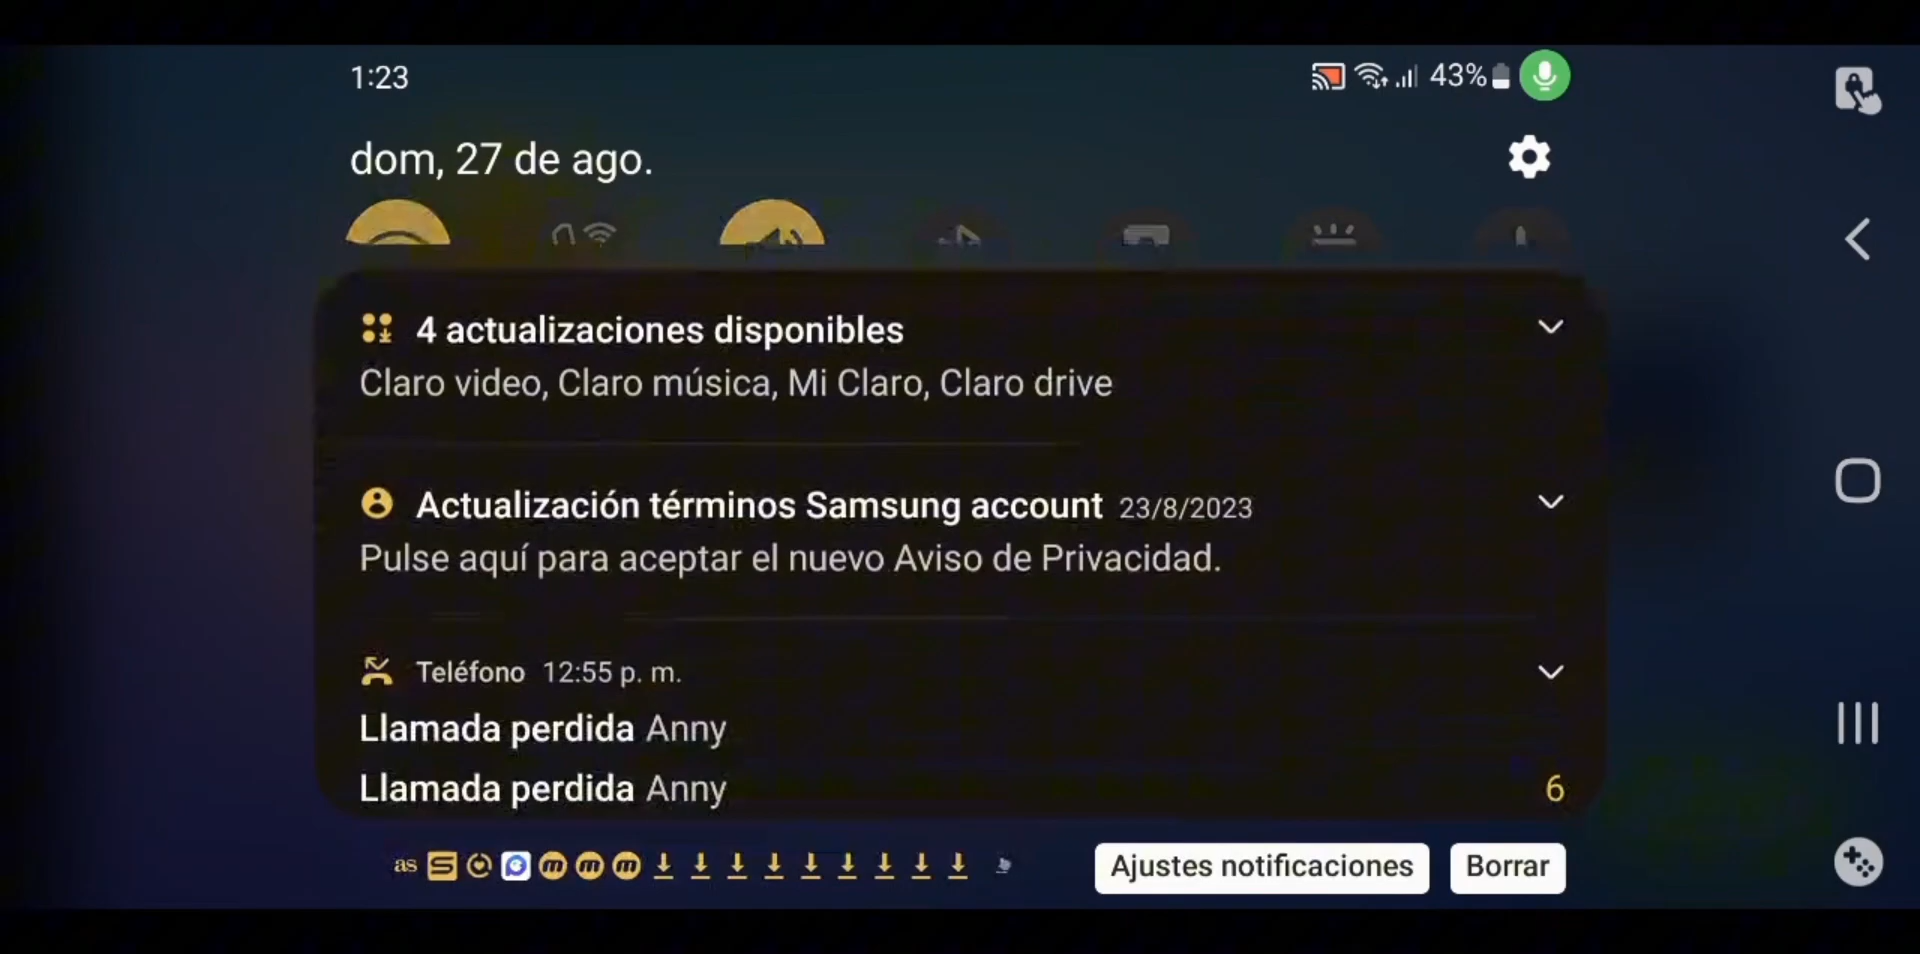 1:23
43%
dom, 27 de ago.
4 actualizaciones disponibles
Claro video, Claro música, Mi Claro, Claro drive
Actualización términos Samsung account 23/8/2023
Pulse aquí para aceptar el nuevo Aviso de Privacidad.
Teléfono 12:55 p. m.
Llamada perdida Anny
Llamada perdida Anny 6
as S m m m Ajustes notificaciones Borrar